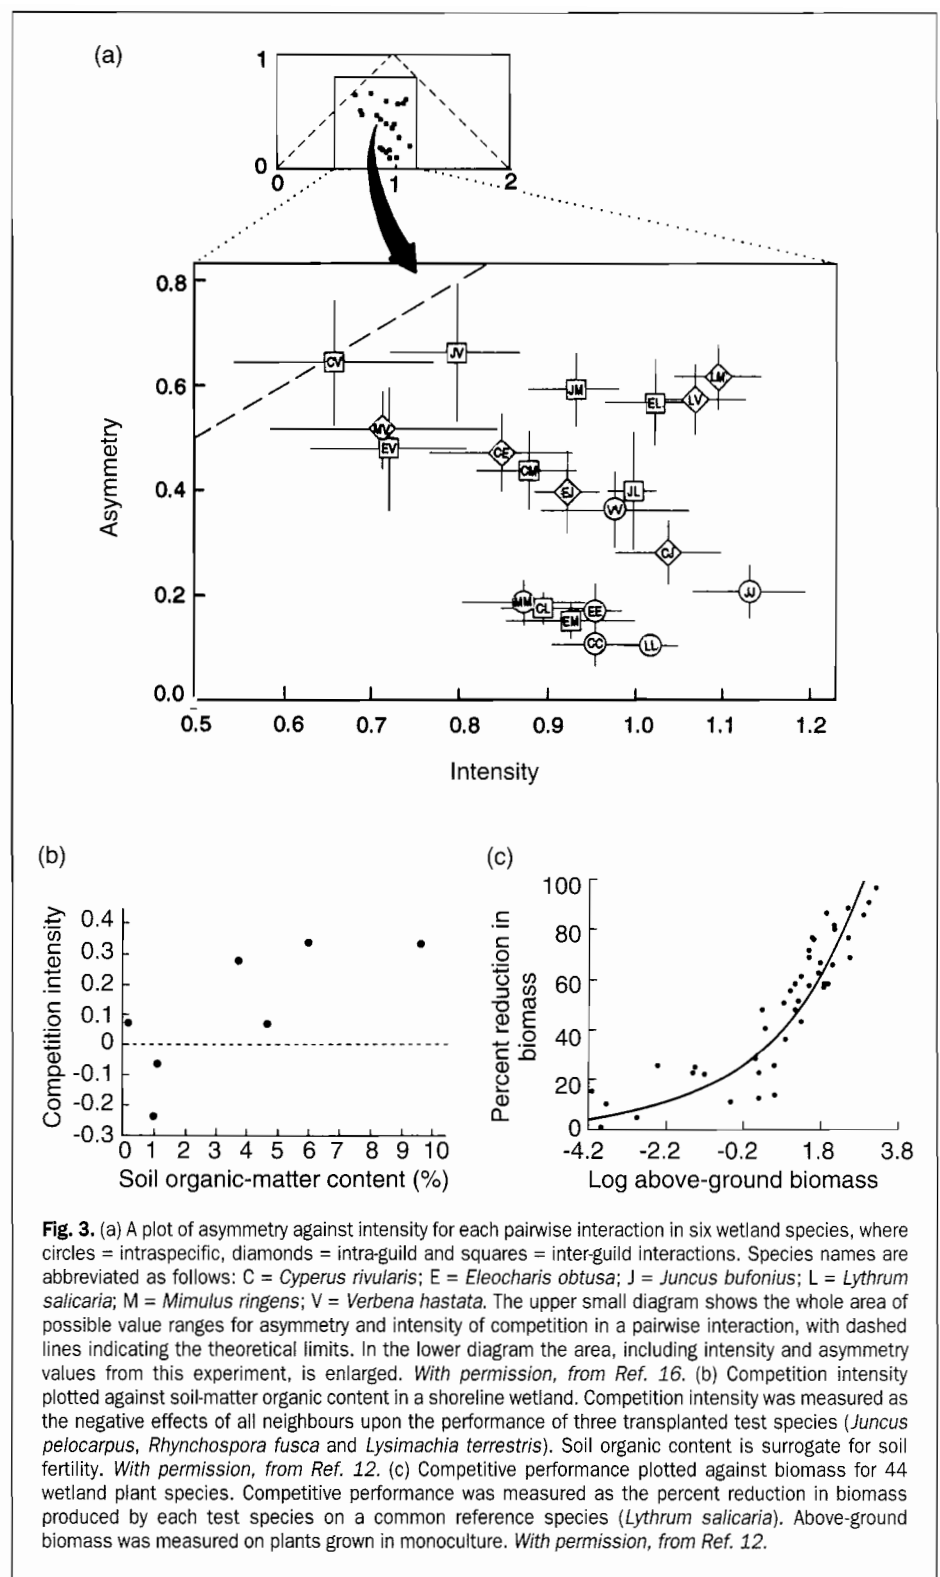 (a)
1
0
0
1
2
0.8
0.6
0.4
0.2
0.0
Asymmetry
CV
JV
JM
EL
LV
LM
MV
EV
CE
CM
EJ
JL
VV
CJ
MM
CL
EM
EE
CC
LL
JJ
0.5
0.6
0.7
0.8
0.9
1.0
1.1
1.2
Intensity
(b)
Competition intensity
0.4
0.3
0.2
0.1
0
-0.1
-0.2
-0.3
0 1 2 3 4 5 6 7 8 9 10
Soil organic-matter content (%)
(c)
Percent reduction in
biomass
100
80
60
40
20
0
-4.2
-2.2
-0.2
1.8
3.8
Log above-ground biomass
Fig. 3. (a) A plot of asymmetry against intensity for each pairwise interaction in six wetland species, where
circles = intraspecific, diamonds = intra-guild and squares = inter-guild interactions. Species names are
abbreviated as follows: C = Cyperus rivularis; E = Eleocharis obtusa; J = Juncus bufonius; L = Lythrum
salicaria; M = Mimulus ringens; V = Verbena hastata. The upper small diagram shows the whole area of
possible value ranges for asymmetry and intensity of competition in a pairwise interaction, with dashed
lines indicating the theoretical limits. In the lower diagram the area, including intensity and asymmetry
values from this experiment, is enlarged. With permission, from Ref. 16. (b) Competition intensity
plotted against soil-matter organic content in a shoreline wetland. Competition intensity was measured as
the negative effects of all neighbours upon the performance of three transplanted test species (Juncus
pelocarpus, Rhynchospora fusca and Lysimachia terrestris). Soil organic content is surrogate for soil
fertility. With permission, from Ref. 12. (c) Competitive performance plotted against biomass for 44
wetland plant species. Competitive performance was measured as the percent reduction in biomass
produced by each test species on a common reference species (Lythrum salicaria). Above-ground
biomass was measured on plants grown in monoculture. With permission, from Ref. 12.